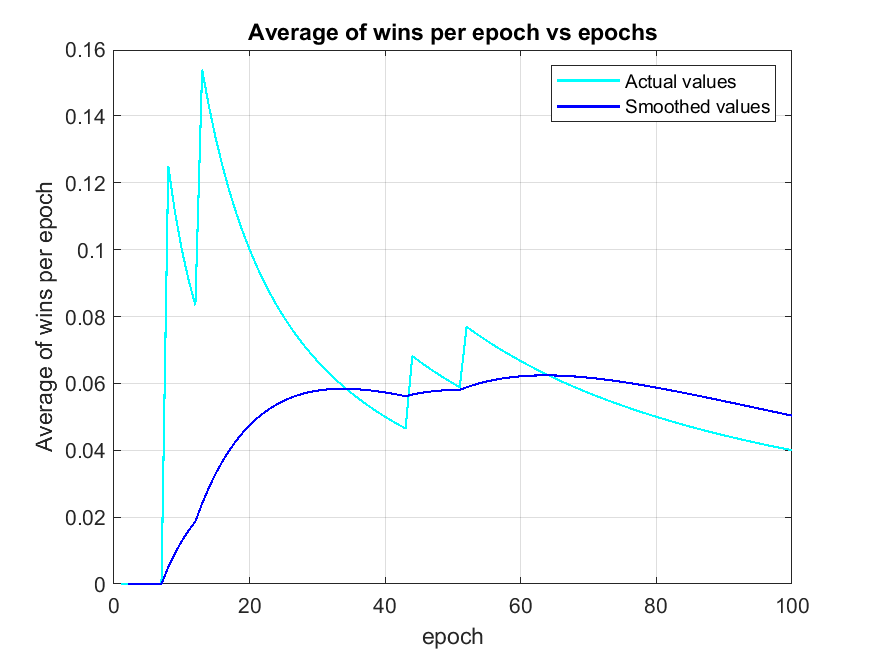 Average of wins per epoch vs epochs
Actual values
Smoothed values
Average of wins per epoch
0.16
0.14
0.12
0.1
0.08
0.06
0.04
0.02
0
0 20 40 60 80 100
epoch